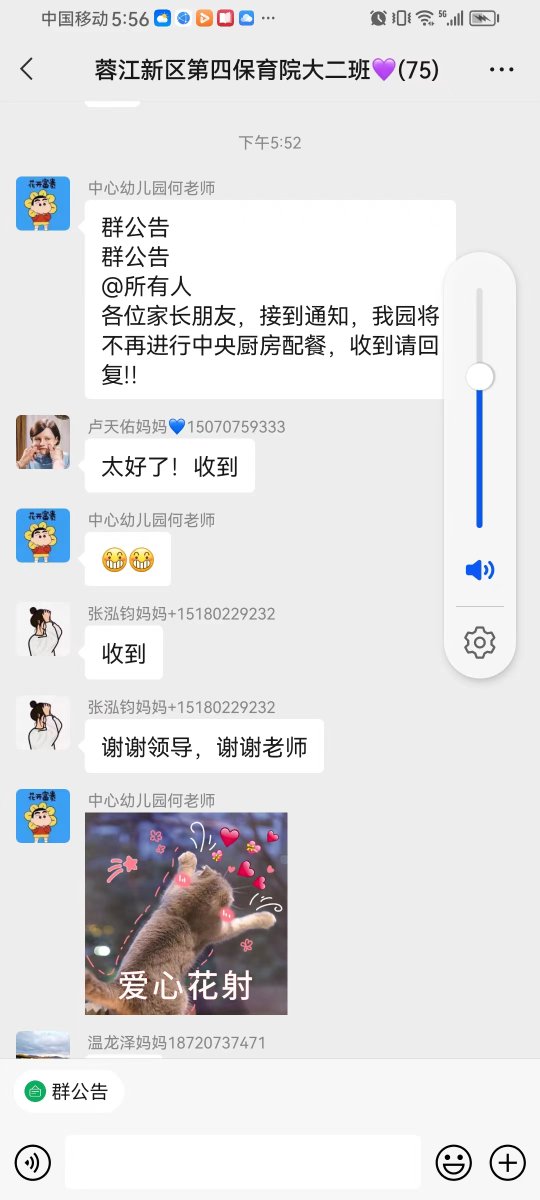 中国移动 5:56
5G
蓉江新区第四保育院大二班💜(75)
下午5:52
中心幼儿园何老师
群公告
群公告
@所有人
各位家长朋友，接到通知，我园将
不再进行中央厨房配餐，收到请回
复!!
卢天佑妈妈💙15070759333
太好了！收到
中心幼儿园何老师
😁😁
张泓钧妈妈+15180229232
收到
张泓钧妈妈+15180229232
谢谢领导，谢谢老师
中心幼儿园何老师
爱心花射
温龙泽妈妈18720737471
群公告